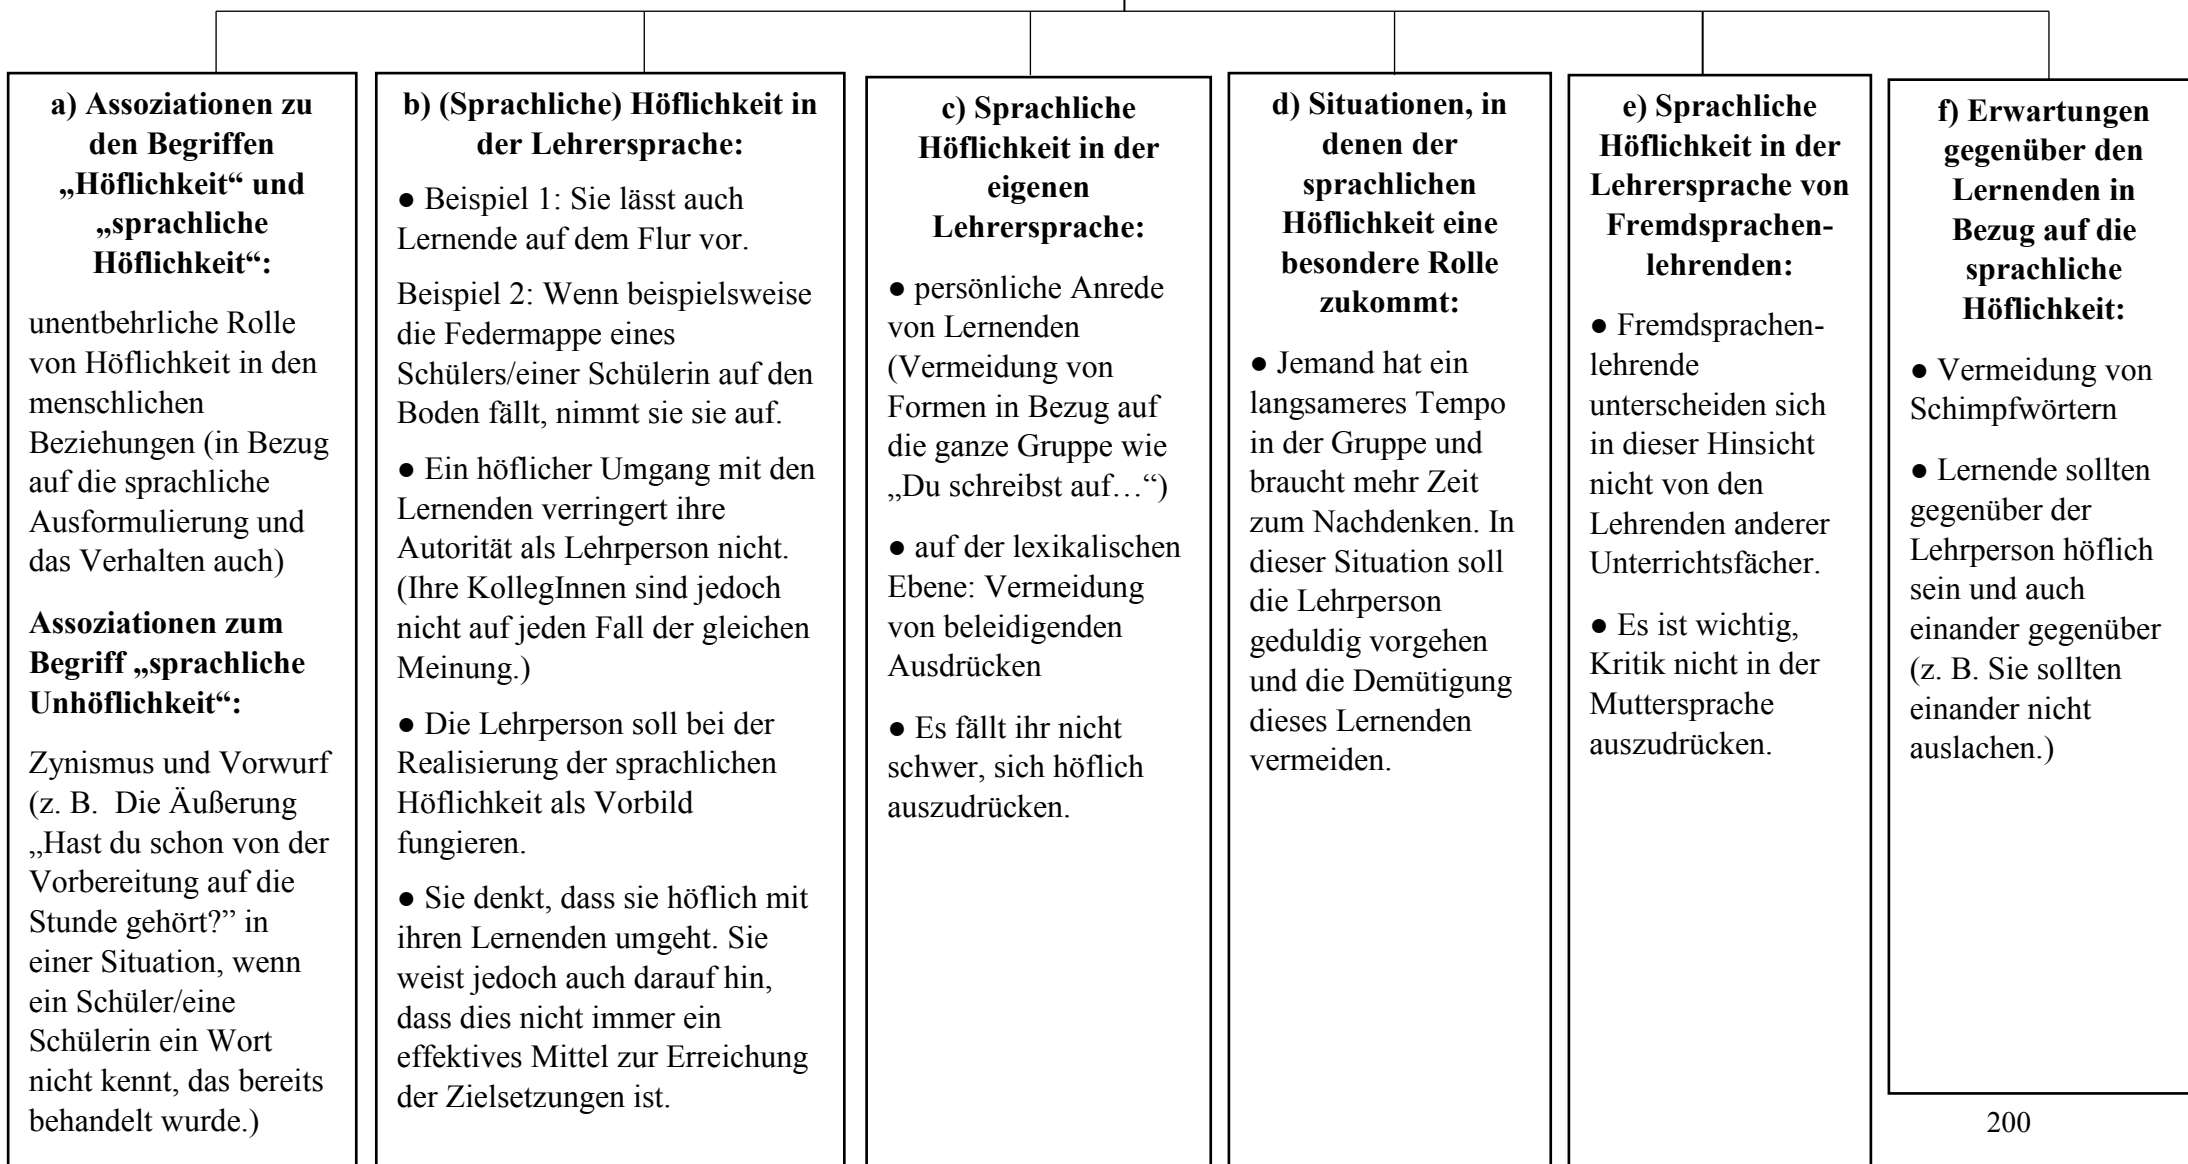 a) Assoziationen zu
den Begriffen
„Höflichkeit“ und
„sprachliche
Höflichkeit“:
unentbehrliche Rolle
von Höflichkeit in den
menschlichen
Beziehungen (in Bezug
auf die sprachliche
Ausformulierung und
das Verhalten auch)
Assoziationen zum
Begriff „sprachliche
Unhöflichkeit“:
Zynismus und Vorwurf
(z. B.  Die Äußerung
„Hast du schon von der
Vorbereitung auf die
Stunde gehört?” in
einer Situation, wenn
ein Schüler/eine
Schülerin ein Wort
nicht kennt, das bereits
behandelt wurde.)
b) (Sprachliche) Höflichkeit in
der Lehrersprache:
● Beispiel 1: Sie lässt auch
Lernende auf dem Flur vor.
Beispiel 2: Wenn beispielsweise
die Federmappe eines
Schülers/einer Schülerin auf den
Boden fällt, nimmt sie sie auf.
● Ein höflicher Umgang mit den
Lernenden verringert ihre
Autorität als Lehrperson nicht.
(Ihre KollegInnen sind jedoch
nicht auf jeden Fall der gleichen
Meinung.)
● Die Lehrperson soll bei der
Realisierung der sprachlichen
Höflichkeit als Vorbild
fungieren.
● Sie denkt, dass sie höflich mit
ihren Lernenden umgeht. Sie
weist jedoch auch darauf hin,
dass dies nicht immer ein
effektives Mittel zur Erreichung
der Zielsetzungen ist.
c) Sprachliche
Höflichkeit in der
eigenen
Lehrersprache:
● persönliche Anrede
von Lernenden
(Vermeidung von
Formen in Bezug auf
die ganze Gruppe wie
„Du schreibst auf…“)
● auf der lexikalischen
Ebene: Vermeidung
von beleidigenden
Ausdrücken
● Es fällt ihr nicht
schwer, sich höflich
auszudrücken.
d) Situationen, in
denen der
sprachlichen
Höflichkeit eine
besondere Rolle
zukommt:
● Jemand hat ein
langsameres Tempo
in der Gruppe und
braucht mehr Zeit
zum Nachdenken. In
dieser Situation soll
die Lehrperson
geduldig vorgehen
und die Demütigung
dieses Lernenden
vermeiden.
e) Sprachliche
Höflichkeit in der
Lehrersprache von
Fremdsprachen-
lehrenden:
● Fremdsprachen-
lehrende
unterscheiden sich
in dieser Hinsicht
nicht von den
Lehrenden anderer
Unterrichtsfächer.
● Es ist wichtig,
Kritik nicht in der
Muttersprache
auszudrücken.
f) Erwartungen
gegenüber den
Lernenden in
Bezug auf die
sprachliche
Höflichkeit:
● Vermeidung von
Schimpfwörtern
● Lernende sollten
gegenüber der
Lehrperson höflich
sein und auch
einander gegenüber
(z. B. Sie sollten
einander nicht
auslachen.)
200